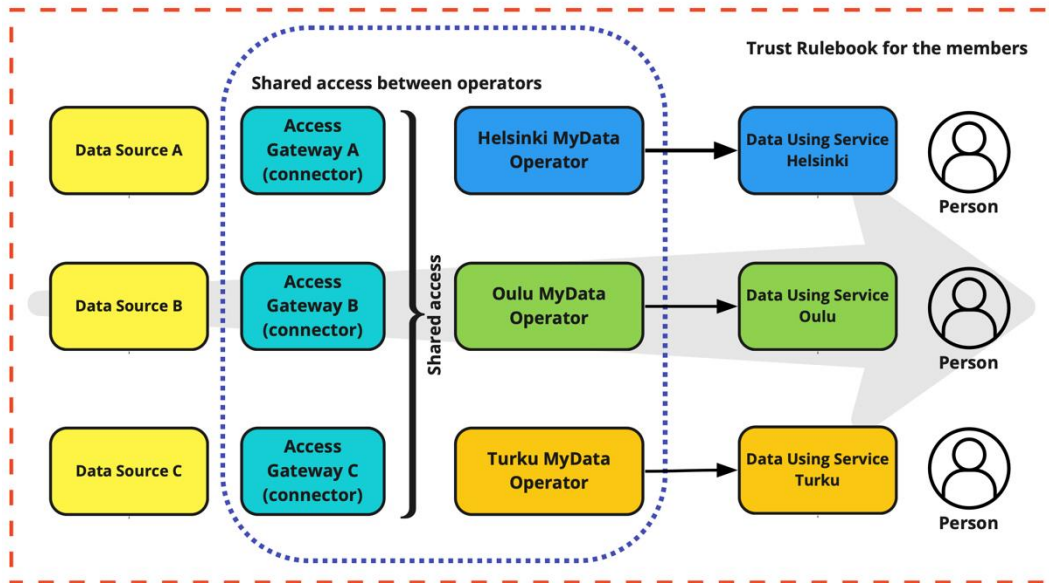 Trust Rulebook for the members
Shared access between operators
Data Source A
Access
Gateway A
(connector)
Helsinki MyData
Operator
Data Using Service
Helsinki
Person
Data Source B
Access
Gateway B
(connector)
Shared access
Oulu MyData
Operator
Data Using Service
Oulu
Person
Data Source C
Access
Gateway C
(connector)
Turku MyData
Operator
Data Using Service
Turku
Person